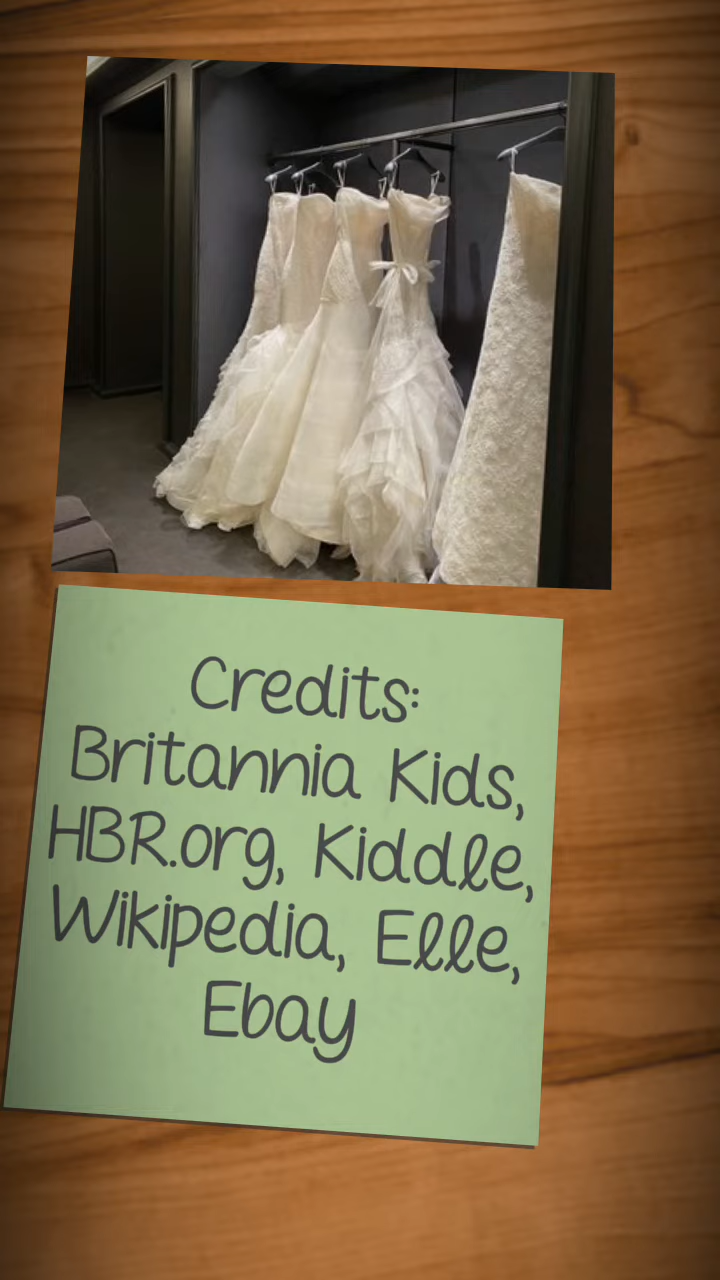 Credits:
Britannia Kids,
HBR.org, Kiddle,
Wikipedia, Elle,
Ebay